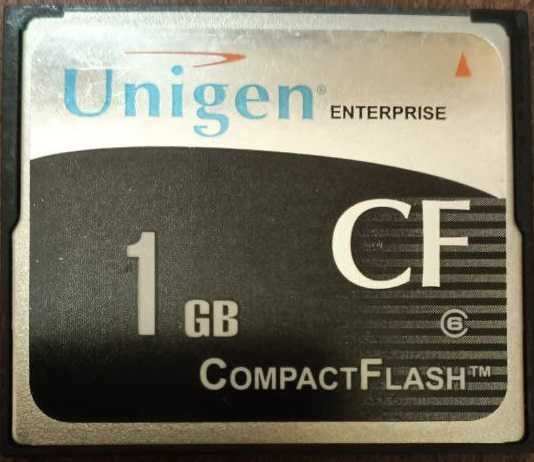 Unigen® ENTERPRISE
CF
1 GB
6
CompactFlash™